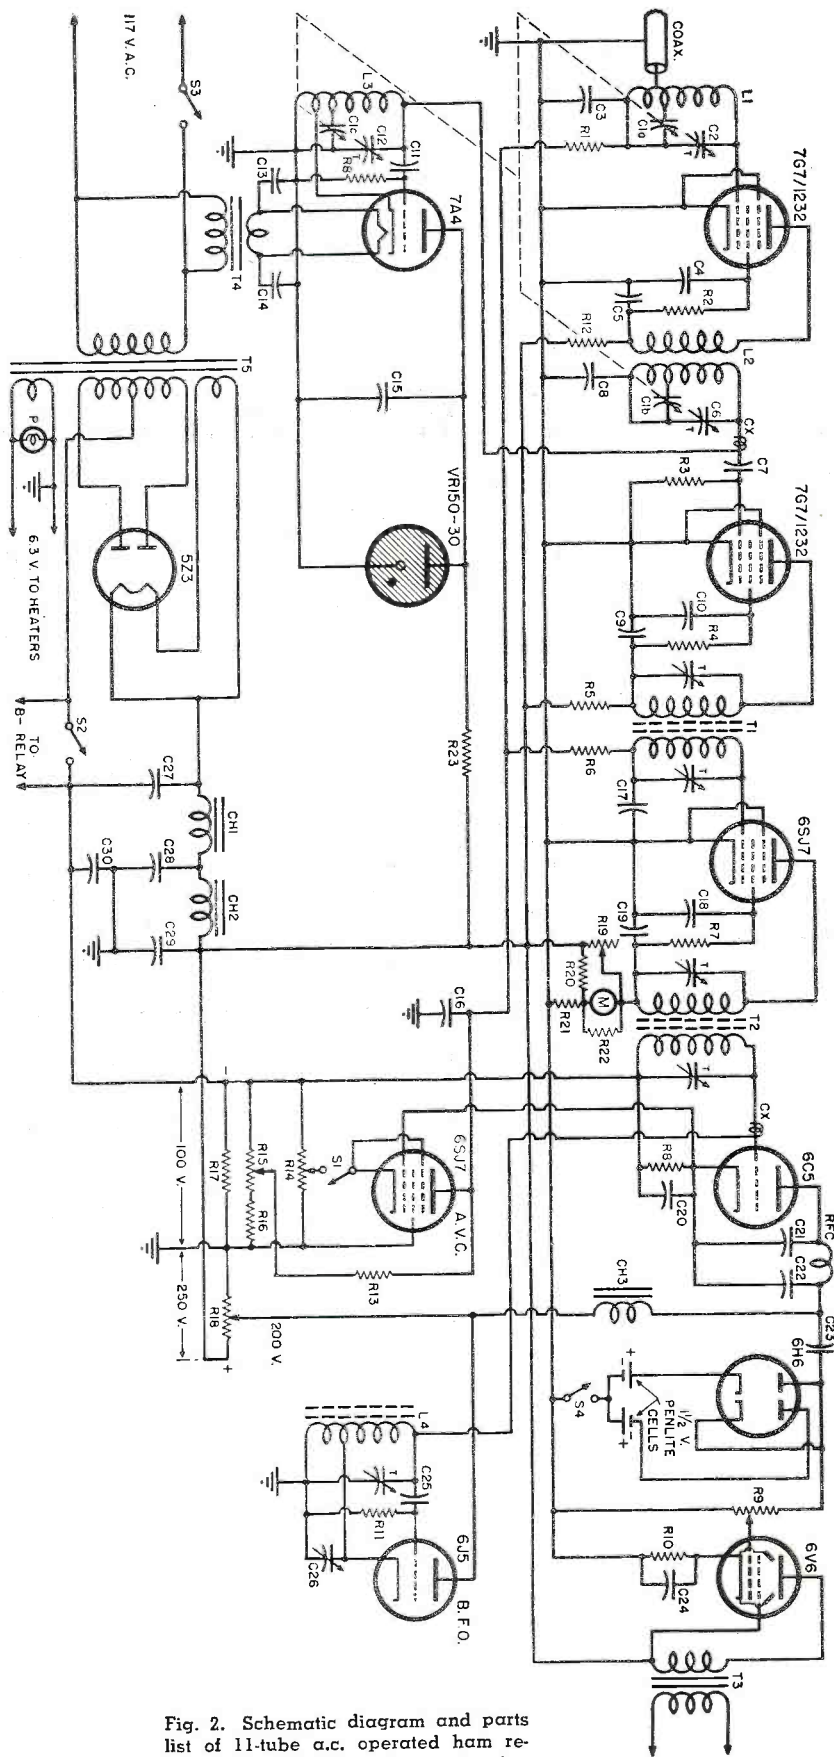 COAX.
L1
C3
R1
C1a
C2
T
7G7/1232
C4
R2
C5
R12
L2
C8
C1b
C6
T
CX
C7
R3
7G7/1232
C10
R4
C9
R5
T
T1
R6
C17
T
6SJ7
C18
R7
C19
R19
R20
M
R21
R22
T
T2
T
CX
R8
C20
6C5
C21
C22
RFC
C23
CH3
6H6
1 1/2 V.
PENLITE
CELLS
+
-
-
+
S4
R9
R10
C24
6V6
T3
L3
C1c
C12
T
C11
R8
C13
C14
7A4
C15
VR150-30
R23
C16
6SJ7
A.V.C.
S1
R14
R15
R16
R17
R13
R18
200 V.
-
100 V.
250 V.
-
+
L4
T
C25
R11
C26
6J5
B.F.O.
117 V.A.C.
S3
T4
T5
P
6.3 V. TO HEATERS
5Z3
S2
TO
B- RELAY
C27
CH1
C28
C30
CH2
C29
Fig. 2. Schematic diagram and parts
list of 11-tube a.c. operated ham re-